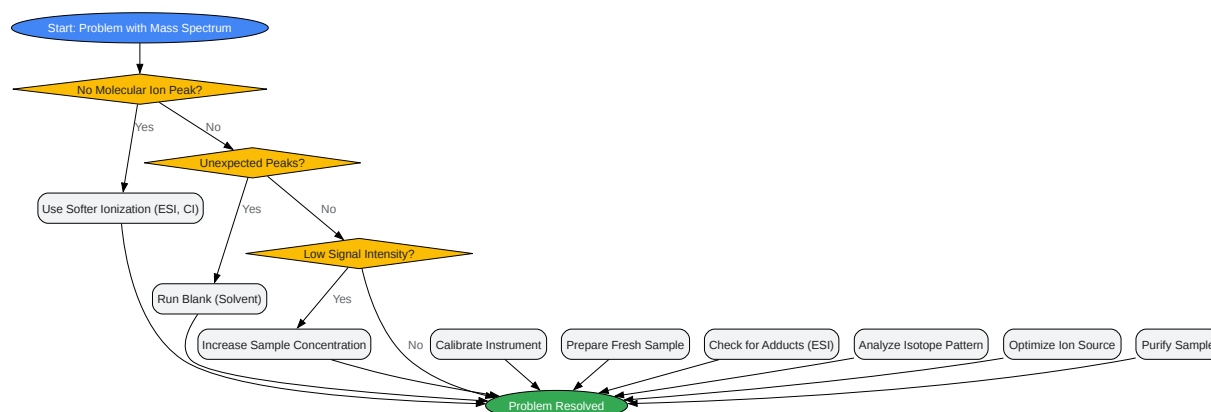 Start: Problem with Mass Spectrum
No Molecular Ion Peak?
Yes
No
Unexpected Peaks?
Use Softer Ionization (ESI, CI)
Yes
No
Low Signal Intensity?
Run Blank (Solvent)
Yes
Increase Sample Concentration
No
Calibrate Instrument
Prepare Fresh Sample
Check for Adducts (ESI)
Analyze Isotope Pattern
Optimize Ion Source
Purify Sample
Problem Resolved